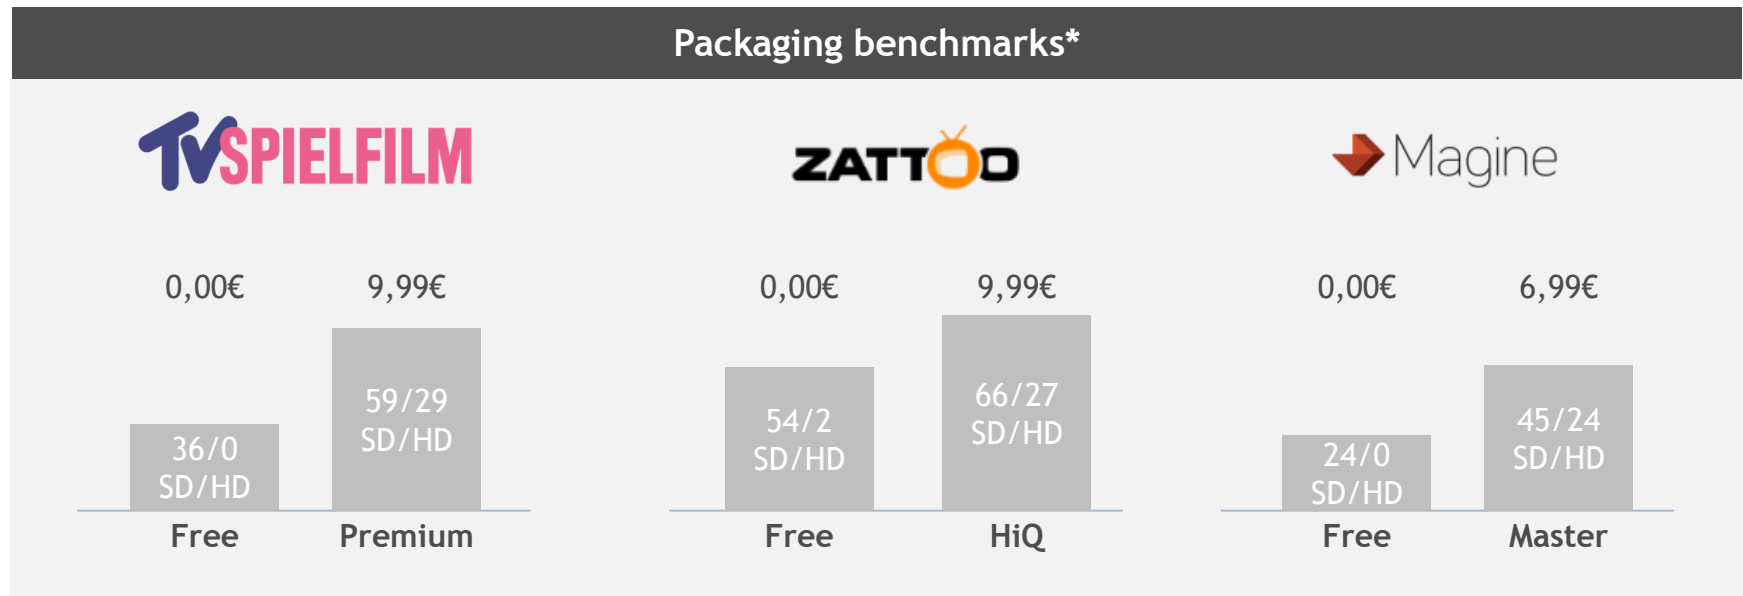 Packaging benchmarks*
TVSPIELFILM
ZATTOO
Magine
0,00€
9,99€
0,00€
9,99€
0,00€
6,99€
36/0
SD/HD
59/29
SD/HD
54/2
SD/HD
66/27
SD/HD
24/0
SD/HD
45/24
SD/HD
Free
Premium
Free
HiQ
Free
Master